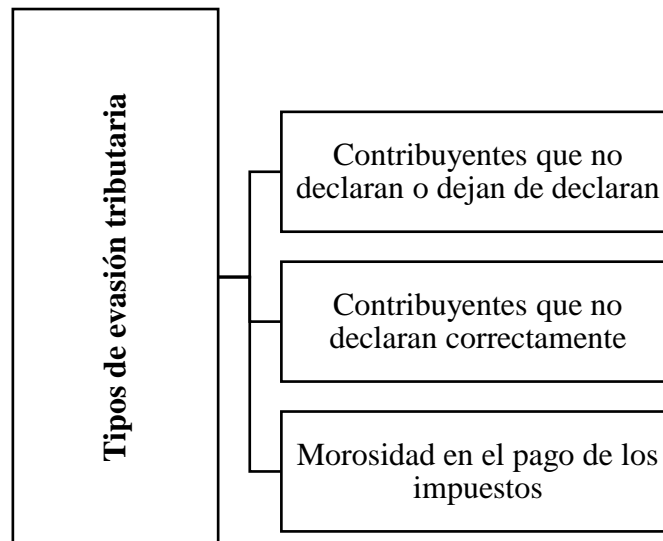 Tipos de evasión tributaria
Contribuyentes que no
declaran o dejan de declaran
Contribuyentes que no
declaran correctamente
Morosidad en el pago de los
impuestos